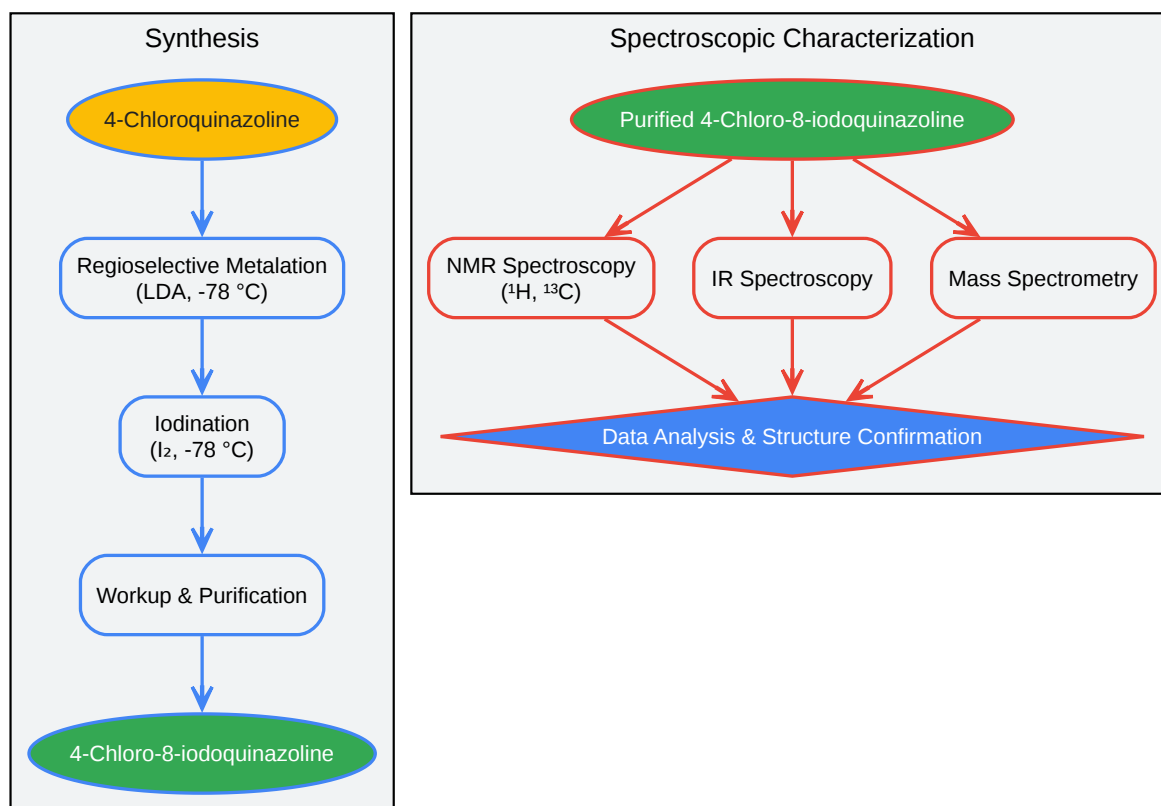 Synthesis
4-Chloroquinazoline
Regioselective Metalation
(LDA, -78 °C)
Iodination
(I₂, -78 °C)
Workup & Purification
4-Chloro-8-iodoquinazoline
Spectroscopic Characterization
Purified 4-Chloro-8-iodoquinazoline
NMR Spectroscopy
(¹H, ¹³C)
IR Spectroscopy
Mass Spectrometry
Data Analysis & Structure Confirmation